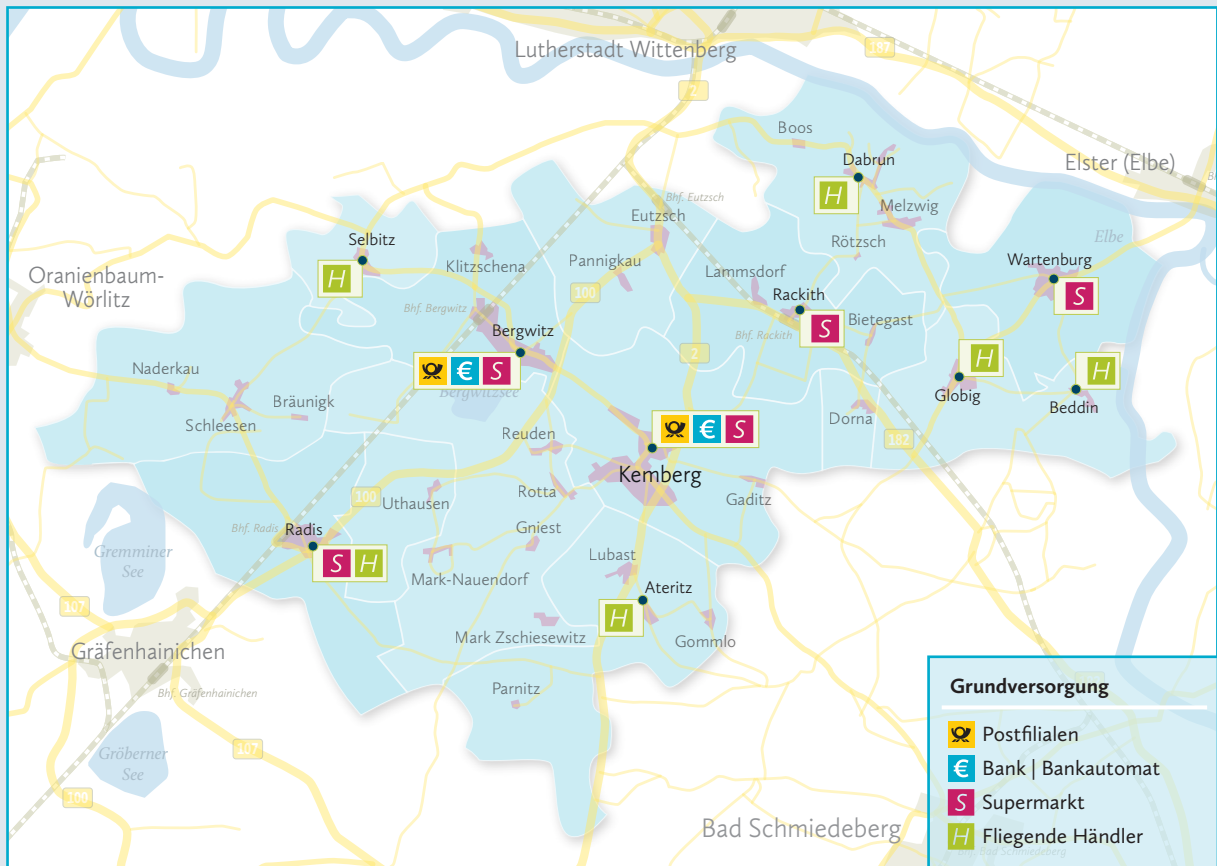 Lutherstadt Wittenberg
187
2
Boos
Dabrun
Elster (Elbe)
H
Bhf. Eutzsch
Melzwig
Eutzsch
Selbitz
Rötzsch
Elbe
Klitzschena
Pannigkau
Wartenburg
Oranienbaum-
Wörlitz
H
Lammsdorf
Rackith
S
100
Bhf. Bergwitz
Bietegast
Bergwitz
Bhf. Rackith
S
2
H
H
Naderkau
€ S
Globig
Beddin
Bräunigk
Bergwitzsee
Schleesen
Dorna
Reuden
€ S
182
Kemberg
Uthausen
Rotta
Gaditz
100
Bhf. Radis
Radis
Gniest
Gremminer
See
S H
Lubast
Mark-Nauendorf
Ateritz
107
H
Mark Zschiesewitz
Gommlo
Gräfenhainichen
Bhf. Gräfenhainichen
Parnitz
Grundversorgung
Postfilialen
Gröberner
See
107
€ Bank | Bankautomat
100
S Supermarkt
Bad Schmiedeberg
H Fliegende Händler
Bhf. Bad Schmiedeberg